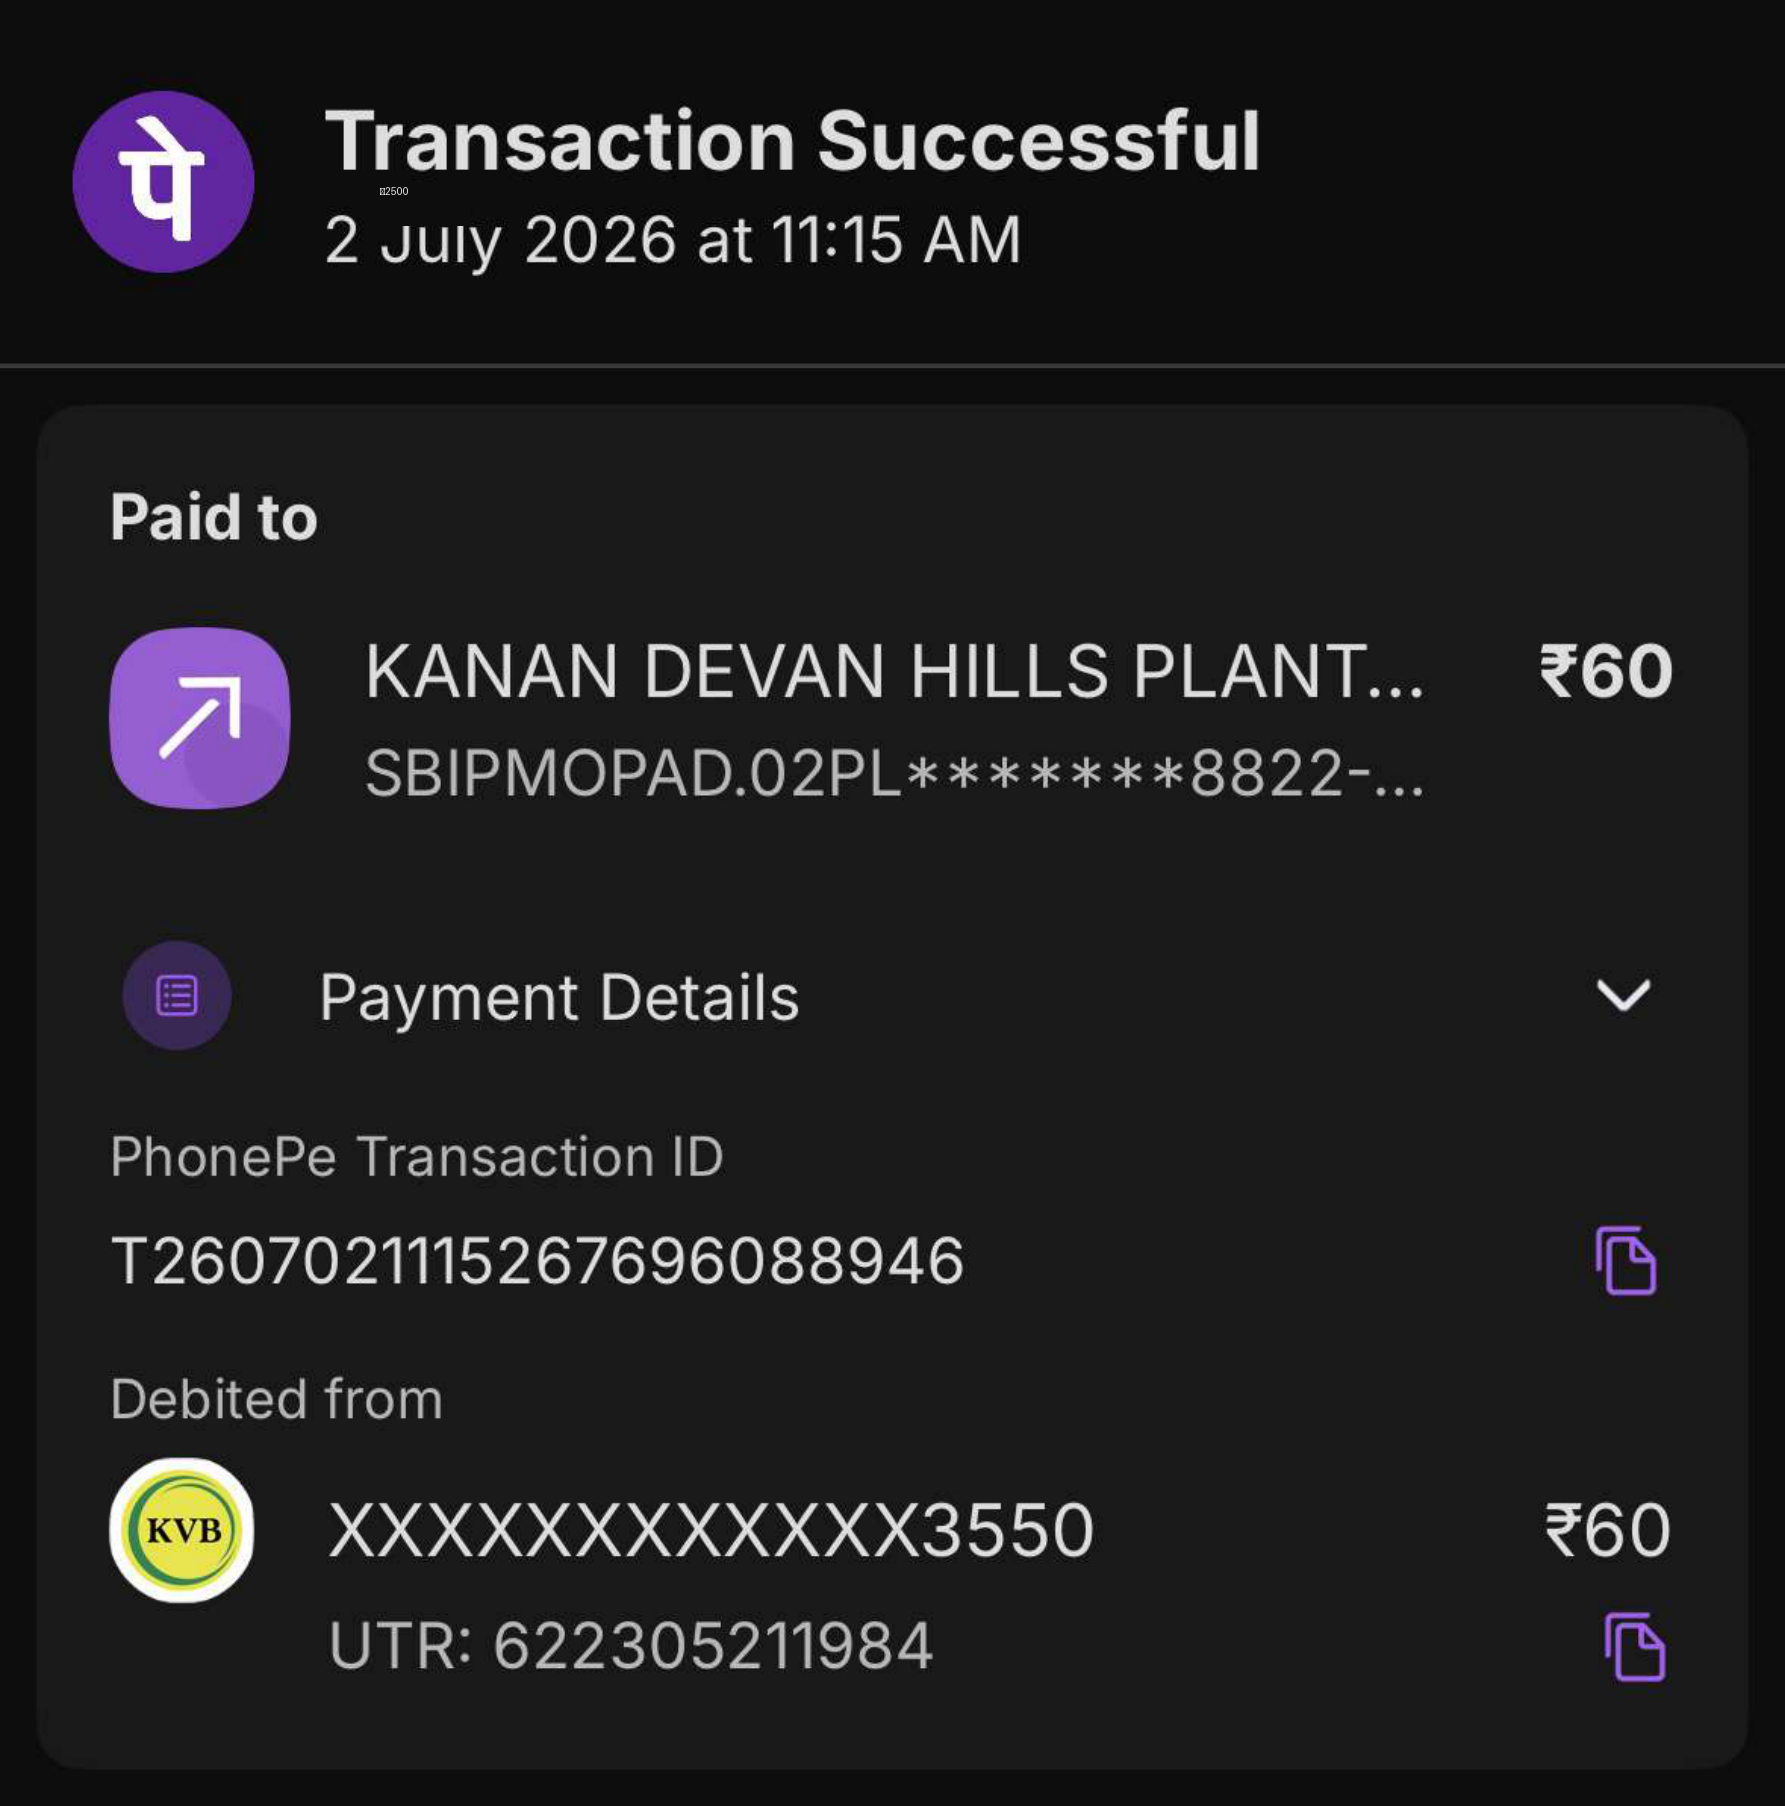 पे
Transaction Successful
▯2500
2 July 2026 at 11:15 AM
Paid to
KANAN DEVAN HILLS PLANT... ₹60
SBIPMOPAD.02PL*******8822-...
Payment Details
PhonePe Transaction ID
T2607021115267696088946
Debited from
KVB
XXXXXXXXXXXX3550 ₹60
UTR: 622305211984